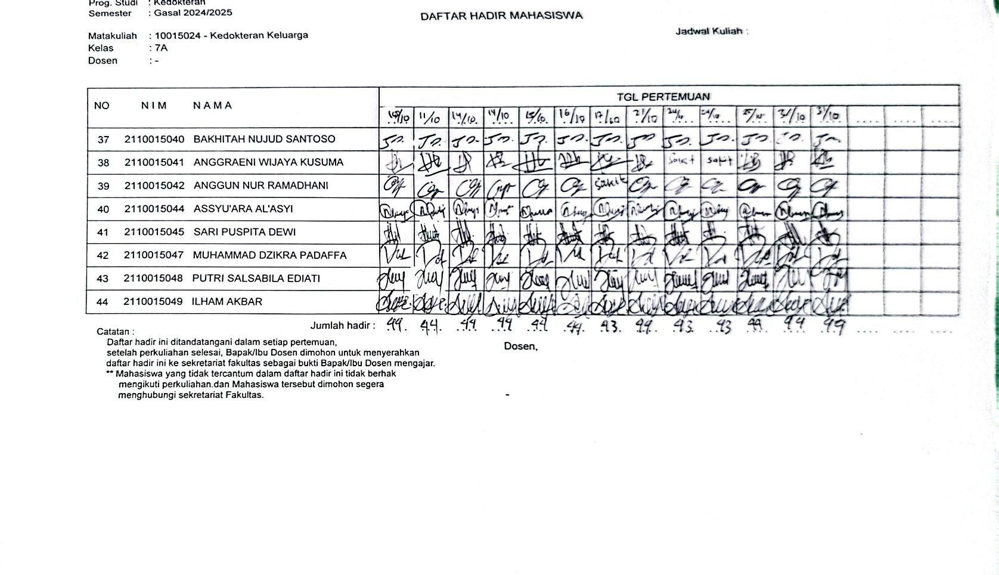 Prog. Studi : Kedokteran
Semester : Gasal 2024/2025
DAFTAR HADIR MAHASISWA
Jadwal Kuliah :
Matakuliah : 10015024 - Kedokteran Keluarga
Kelas : 7A
Dosen : -
NO NIM NAMA TGL PERTEMUAN
11/10 14/10. 14/10 15/10. 16/10 17/10 21/10 24/10 25/10. 31/10 31/10
37 2110015040 BAKHITAH NUJUD SANTOSO
38 2110015041 ANGGRAENI WIJAYA KUSUMA sakit sakit
39 2110015042 ANGGUN NUR RAMADHANI sakit
40 2110015044 ASSYU'ARA AL'ASYI
41 2110015045 SARI PUSPITA DEWI
42 2110015047 MUHAMMAD DZIKRA PADAFFA
43 2110015048 PUTRI SALSABILA EDIATI
44 2110015049 ILHAM AKBAR
Jumlah hadir : 44. 44. 44 44 44 44. 43. 44. 43. 43 44 44 44
Catatan :
Daftar hadir ini ditandatangani dalam setiap pertemuan,
setelah perkuliahan selesai, Bapak/Ibu Dosen dimohon untuk menyerahkan
daftar hadir ini ke sekretariat fakultas sebagai bukti Bapak/Ibu Dosen mengajar.
** Mahasiswa yang tidak tercantum dalam daftar hadir ini tidak berhak
mengikuti perkuliahan.dan Mahasiswa tersebut dimohon segera
menghubungi sekretariat Fakultas.
Dosen,
-